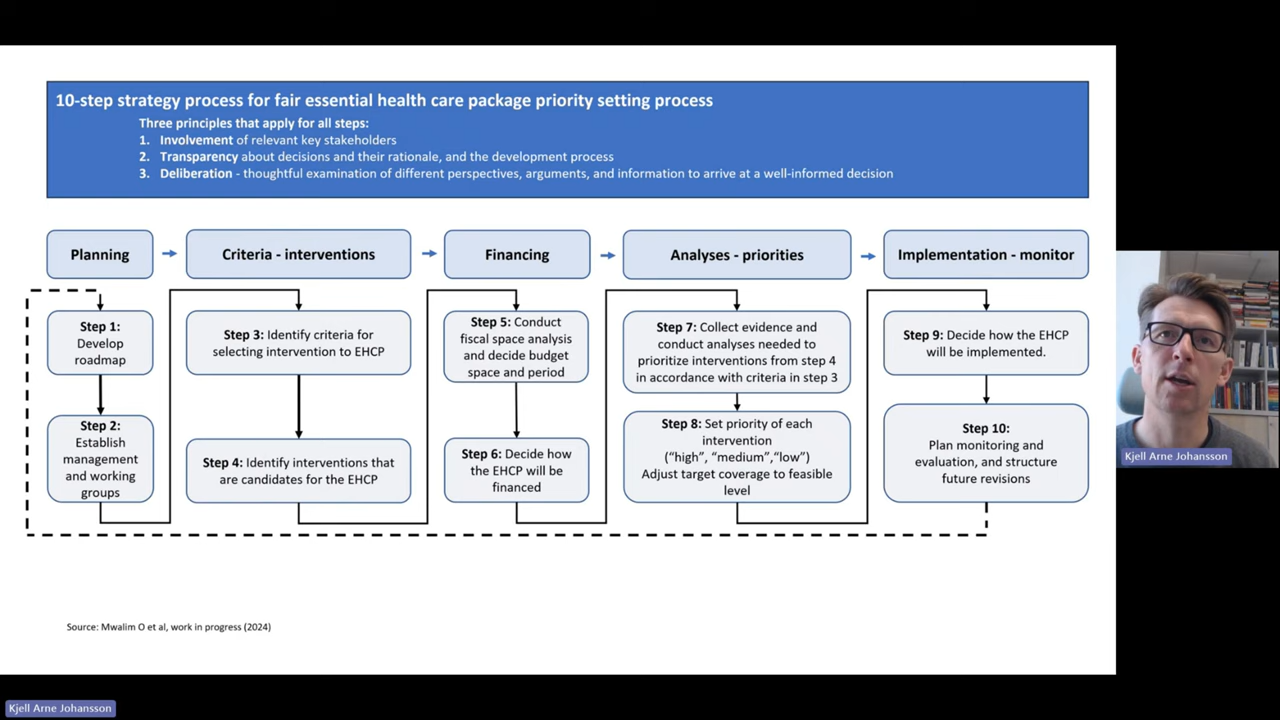 10-step strategy process for fair essential health care package priority setting process
Three principles that apply for all steps:
1. Involvement of relevant key stakeholders
2. Transparency about decisions and their rationale, and the development process
3. Deliberation - thoughtful examination of different perspectives, arguments, and information to arrive at a well-informed decision
Planning
Criteria - interventions
Financing
Analyses - priorities
Implementation - monitor
Step 1:
Develop
roadmap
Step 2:
Establish
management
and working
groups
Step 3: Identify criteria for
selecting intervention to EHCP
Step 4: Identify interventions that
are candidates for the EHCP
Step 5: Conduct
fiscal space analysis
and decide budget
space and period
Step 6: Decide how
the EHCP will be
financed
Step 7: Collect evidence and
conduct analyses needed to
prioritize interventions from step 4
in accordance with criteria in step 3
Step 8: Set priority of each
intervention
("high", "medium","low")
Adjust target coverage to feasible
level
Step 9: Decide how the EHCP
will be implemented.
Step 10:
Plan monitoring and
evaluation, and structure
future revisions
Source: Mwalim O et al, work in progress (2024)
Kjell Arne Johansson
Kjell Arne Johansson